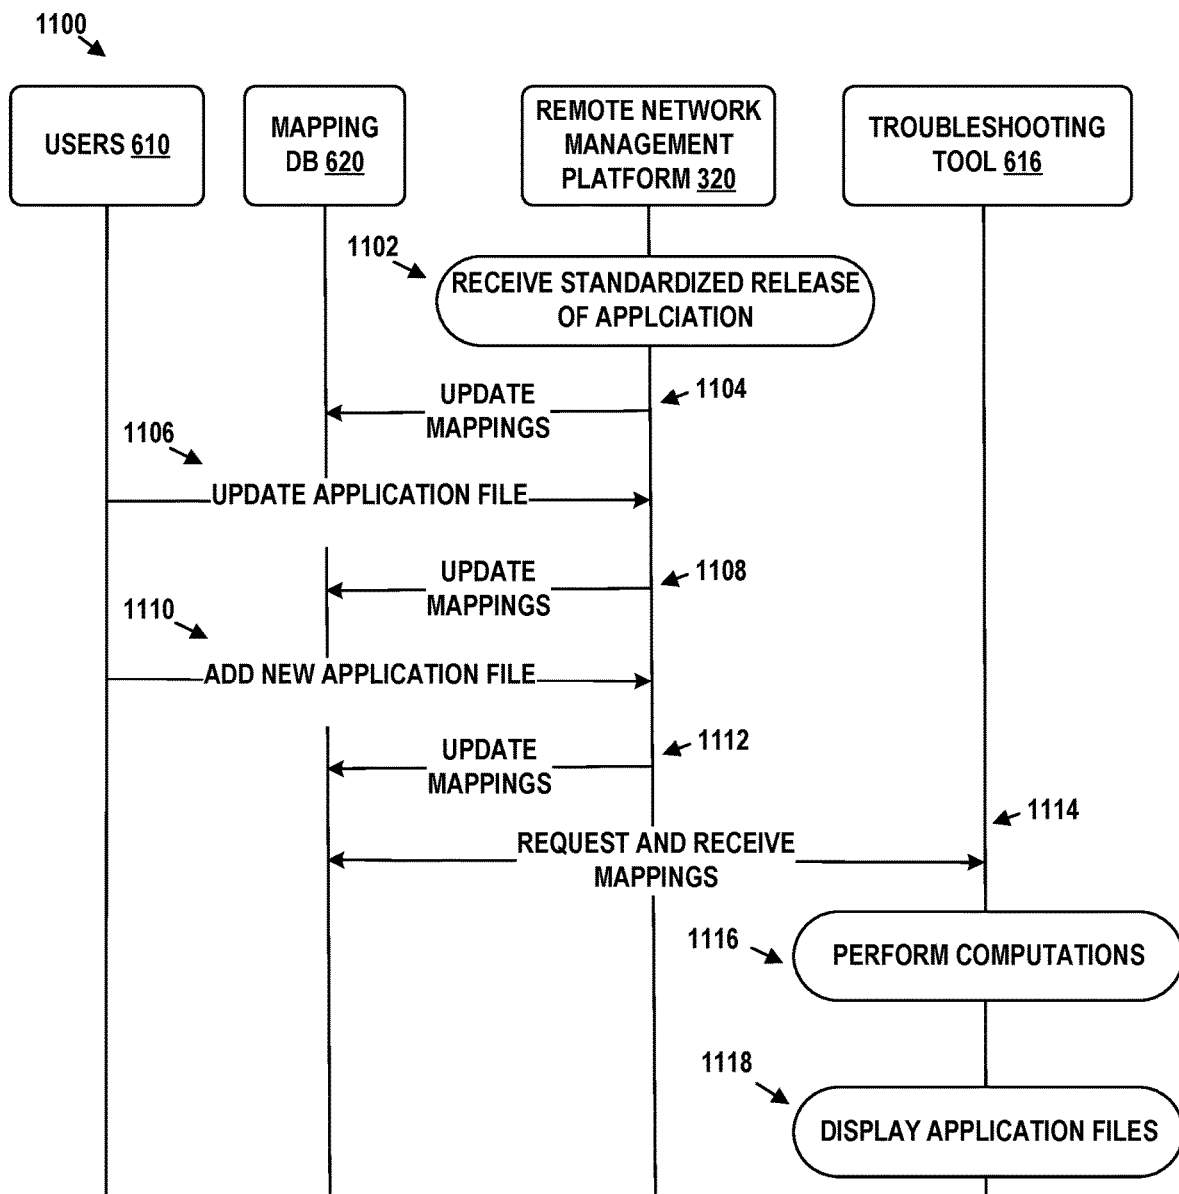 1100
USERS 610
MAPPING
DB 620
REMOTE NETWORK
MANAGEMENT
PLATFORM 320
TROUBLESHOOTING
TOOL 616
1102
RECEIVE STANDARDIZED RELEASE
OF APPLCIATION
UPDATE
MAPPINGS
1104
1106
UPDATE APPLICATION FILE
UPDATE
MAPPINGS
1108
1110
ADD NEW APPLICATION FILE
UPDATE
MAPPINGS
1112
1114
REQUEST AND RECEIVE
MAPPINGS
1116
PERFORM COMPUTATIONS
1118
DISPLAY APPLICATION FILES